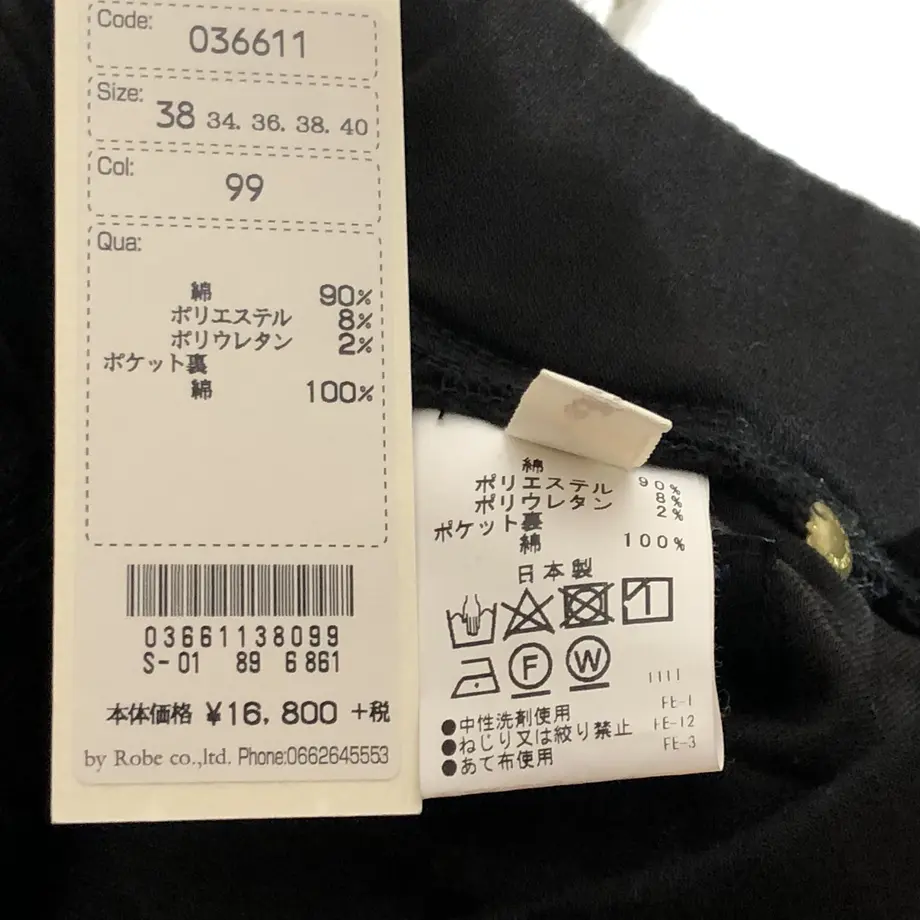 Code:
036611
Size:
38 34. 36. 38. 40
Col:
99
Qua:
綿 90%
ポリエステル 8%
ポリウレタン 2%
ポケット裏
綿 100%
03661138099
S-01 89 6861
本体価格 ¥16,800 +税
by Robe co.,ltd. Phone:0662645553
綿 90%
ポリエステル 8%
ポリウレタン 2%
ポケット裏
綿 100%
日本製
1
F W
1111
●中性洗剤使用 FE-1
●ねじり又は絞り禁止 FE-12
●あて布使用 FE-3